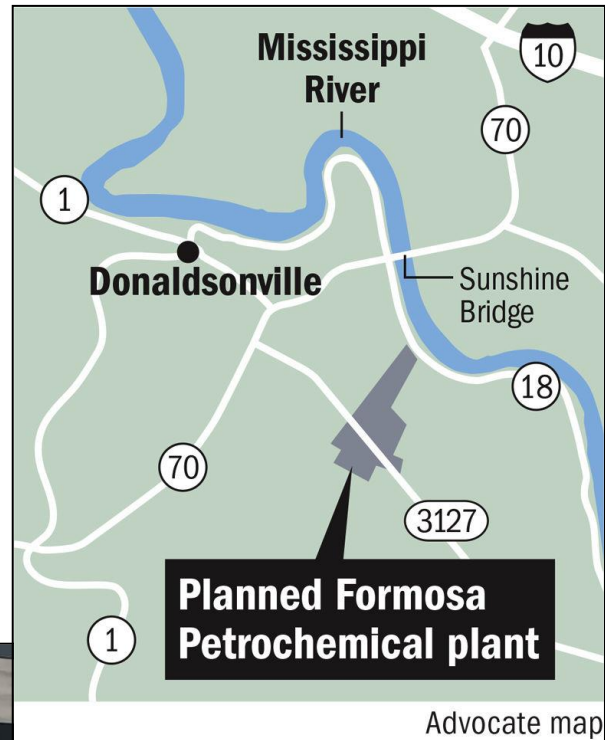 Mississippi
River
10
70
1
Donaldsonville
Sunshine
Bridge
18
70
3127
Planned Formosa
Petrochemical plant
1
Advocate map